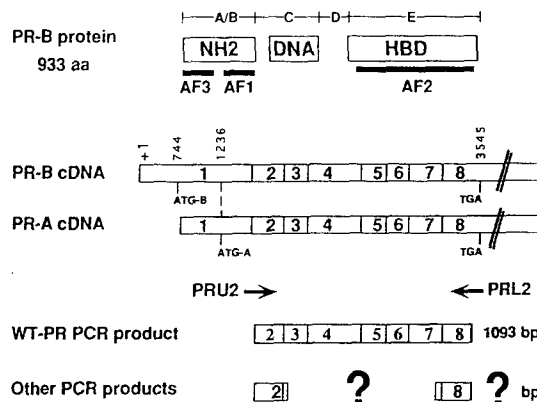 A/B C D E
PR-B protein NH2 DNA HBD
933 aa
AF3 AF1 AF2
+1 744 1236 3545
PR-B cDNA 1 2 3 4 5 6 7 8
ATG-B TGA
PR-A cDNA 1 2 3 4 5 6 7 8
ATG-A TGA
PRU2 PRL2
WT-PR PCR product 2 3 4 5 6 7 8 1093 bp
Other PCR products 2 ? 8 ? bp